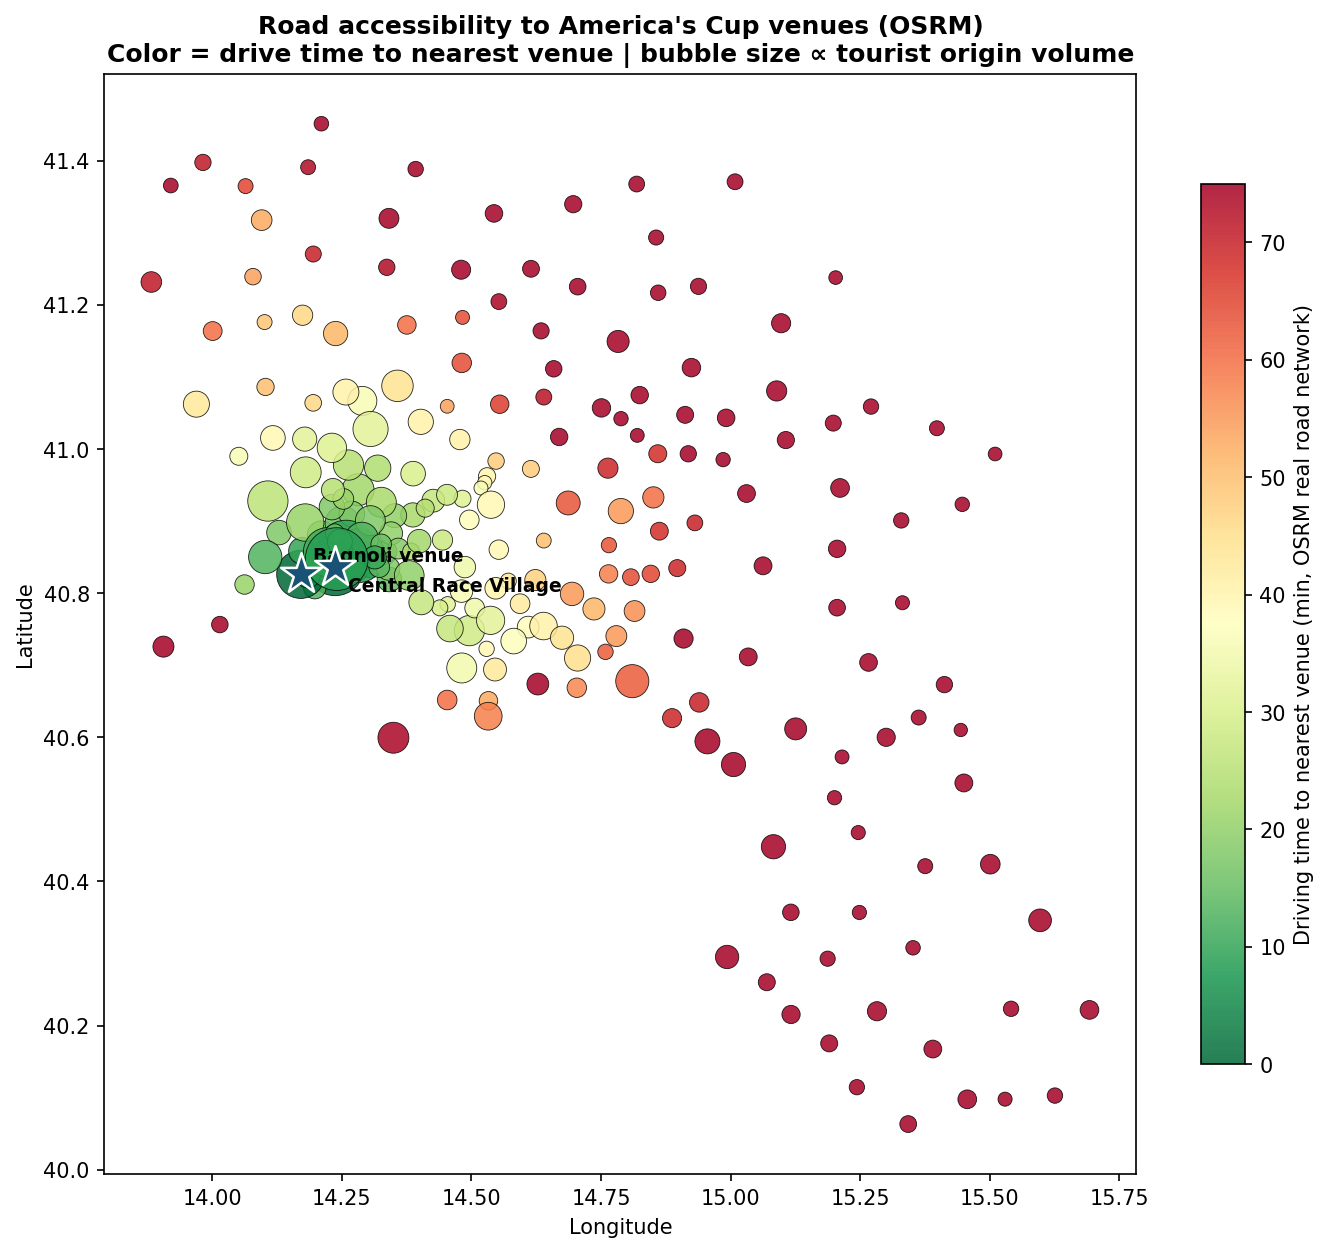 Road accessibility to America's Cup venues (OSRM)
Color = drive time to nearest venue | bubble size ∝ tourist origin volume
41.4
41.2
41.0
40.8
40.6
40.4
40.2
40.0
Latitude
Bagnoli venue
Central Race Village
14.00 14.25 14.50 14.75 15.00 15.25 15.50 15.75
Longitude
70
60
50
40
30
20
10
0
Driving time to nearest venue (min, OSRM real road network)